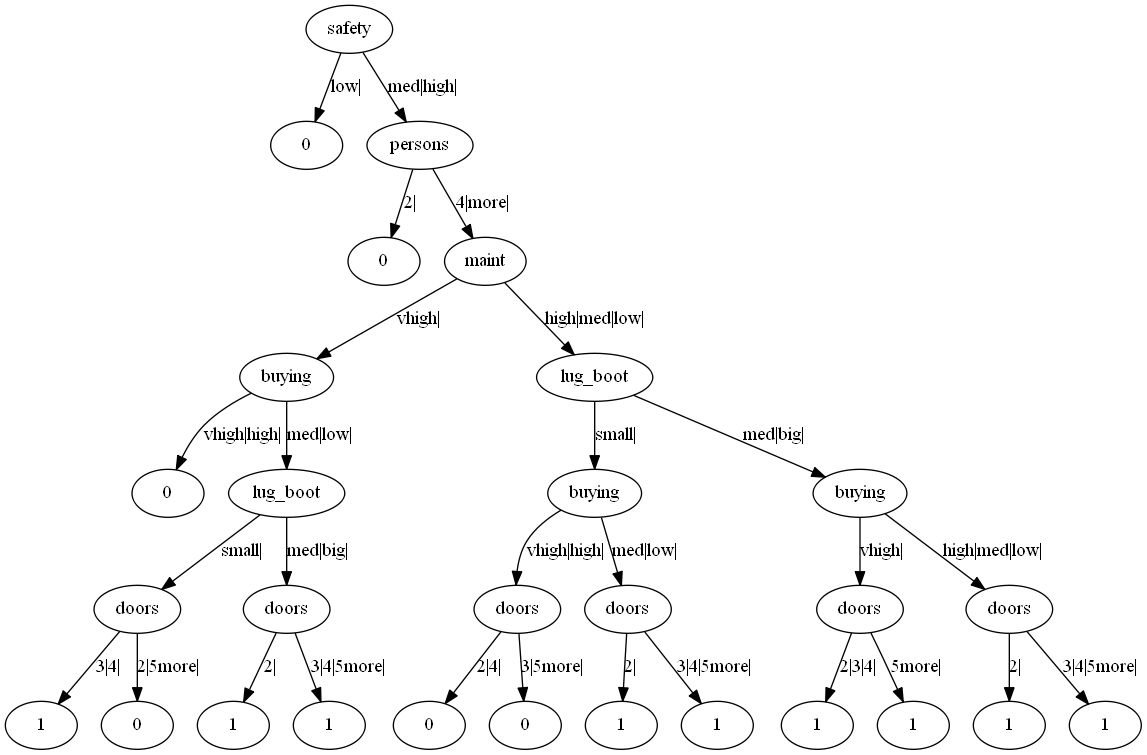 safety
low| med|high|
0 persons
2| 4|more|
0 maint
vhigh| high|med|low|
buying lug_boot
vhigh|high| med|low| small| med|big|
0 lug_boot buying buying
small| med|big| vhigh|high| med|low| vhigh| high|med|low|
doors doors doors doors doors doors
3|4| 2|5more| 2| 3|4|5more| 2|4| 3|5more| 2| 3|4|5more| 2|3|4| 5more| 2| 3|4|5more|
1 0 1 1 0 0 1 1 1 1 1 1